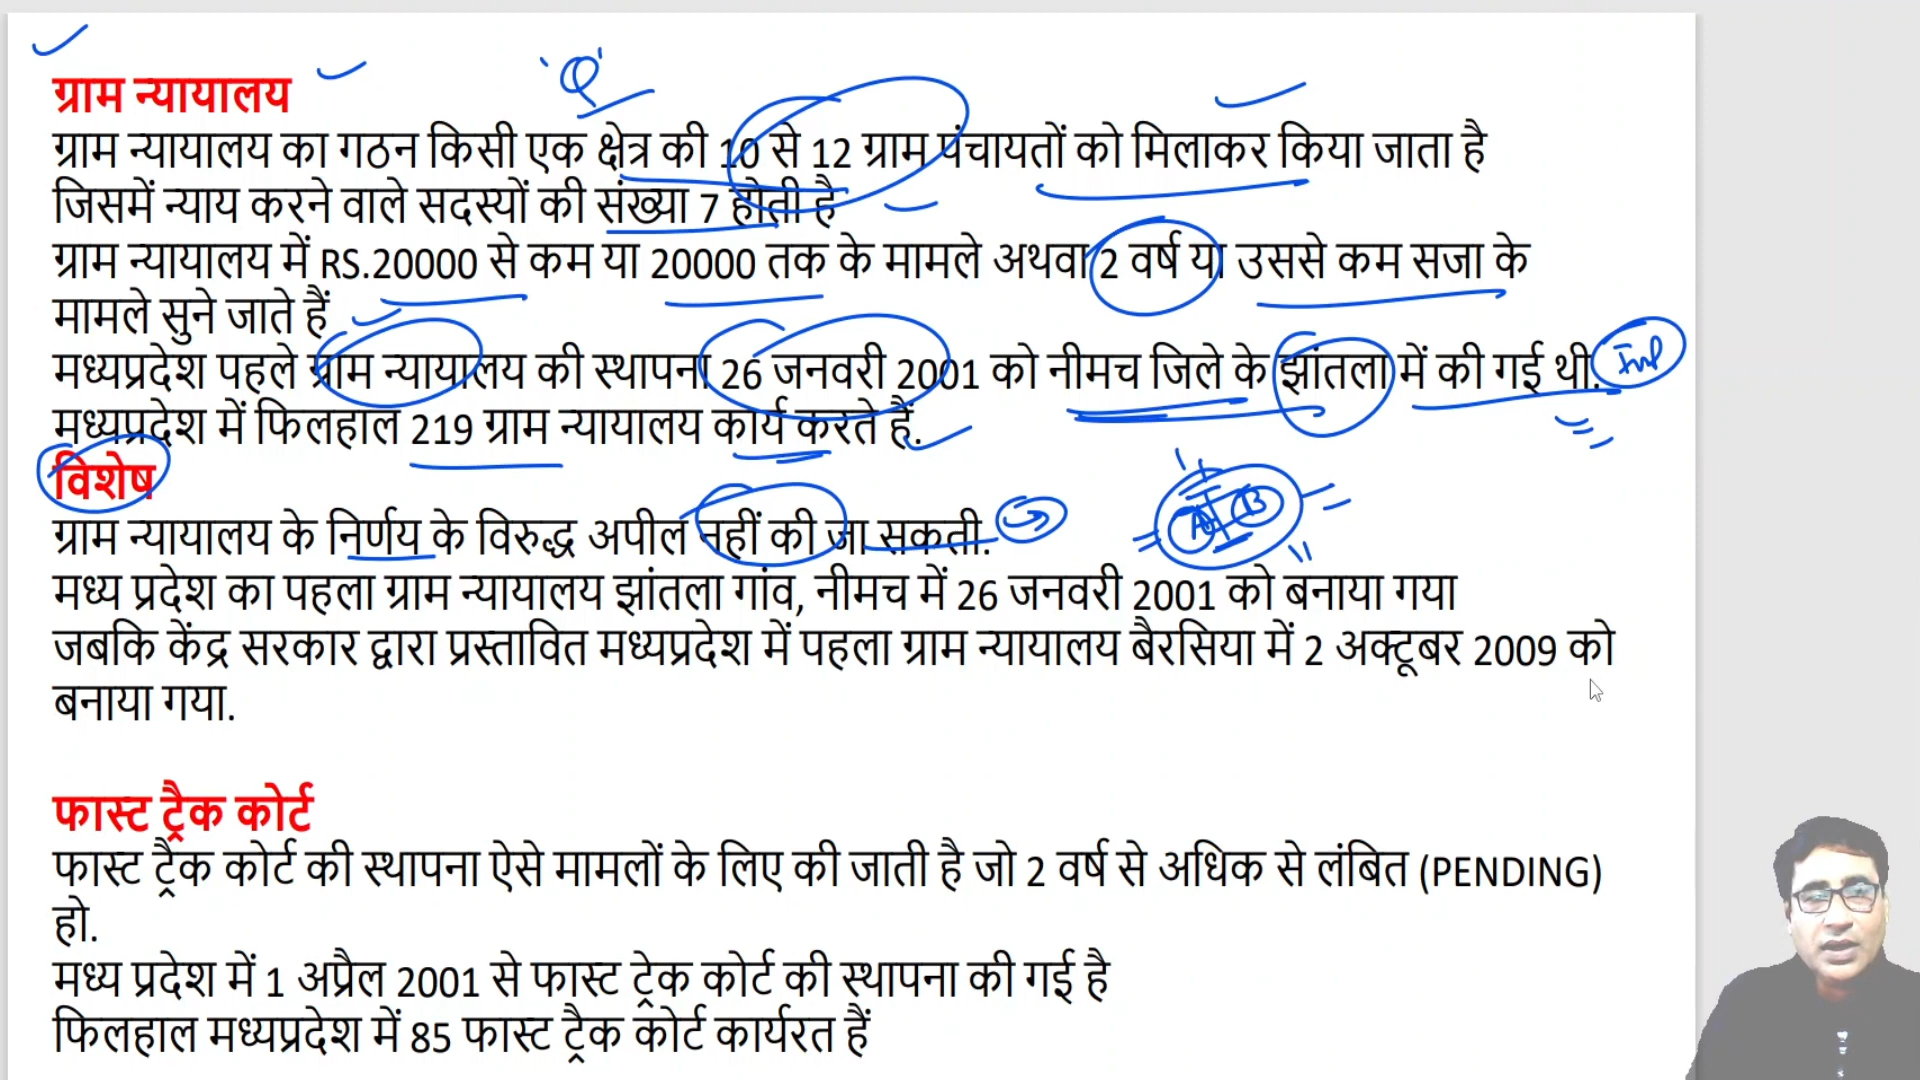 'Q'
ग्राम न्यायालय
ग्राम न्यायालय का गठन किसी एक क्षेत्र की 10 से 12 ग्राम पंचायतों को मिलाकर किया जाता है
जिसमें न्याय करने वाले सदस्यों की संख्या 7 होती है
ग्राम न्यायालय में RS.20000 से कम या 20000 तक के मामले अथवा 2 वर्ष या उससे कम सजा के
मामले सुने जाते हैं
मध्यप्रदेश पहले ग्राम न्यायालय की स्थापना 26 जनवरी 2001 को नीमच जिले के झांतला में की गई थी. Imp
मध्यप्रदेश में फिलहाल 219 ग्राम न्यायालय कार्य करते हैं.
विशेष
ग्राम न्यायालय के निर्णय के विरुद्ध अपील नहीं की जा सकती. A B
मध्य प्रदेश का पहला ग्राम न्यायालय झांतला गांव, नीमच में 26 जनवरी 2001 को बनाया गया
जबकि केंद्र सरकार द्वारा प्रस्तावित मध्यप्रदेश में पहला ग्राम न्यायालय बैरसिया में 2 अक्टूबर 2009 को
बनाया गया.
फास्ट ट्रैक कोर्ट
फास्ट ट्रैक कोर्ट की स्थापना ऐसे मामलों के लिए की जाती है जो 2 वर्ष से अधिक से लंबित (PENDING)
हो.
मध्य प्रदेश में 1 अप्रैल 2001 से फास्ट ट्रेक कोर्ट की स्थापना की गई है
फिलहाल मध्यप्रदेश में 85 फास्ट ट्रैक कोर्ट कार्यरत हैं